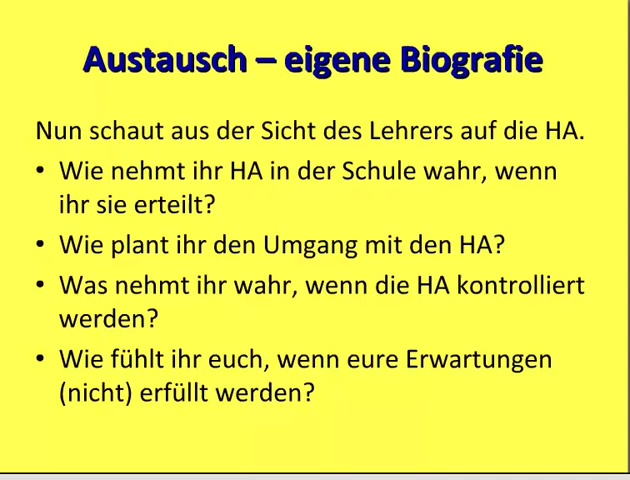 Austausch – eigene Biografie
Nun schaut aus der Sicht des Lehrers auf die HA.
• Wie nehmt ihr HA in der Schule wahr, wenn
ihr sie erteilt?
• Wie plant ihr den Umgang mit den HA?
• Was nehmt ihr wahr, wenn die HA kontrolliert
werden?
• Wie fühlt ihr euch, wenn eure Erwartungen
(nicht) erfüllt werden?